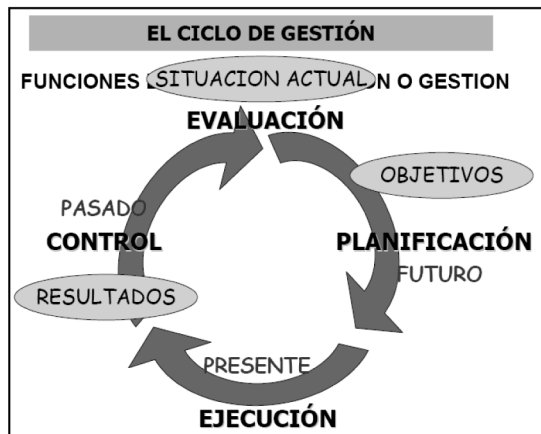 EL CICLO DE GESTIÓN
SITUACION ACTUAL
FUNCIONES N O GESTION
EVALUACIÓN
OBJETIVOS
PASADO
CONTROL
PLANIFICACIÓN
FUTURO
RESULTADOS
PRESENTE
EJECUCIÓN